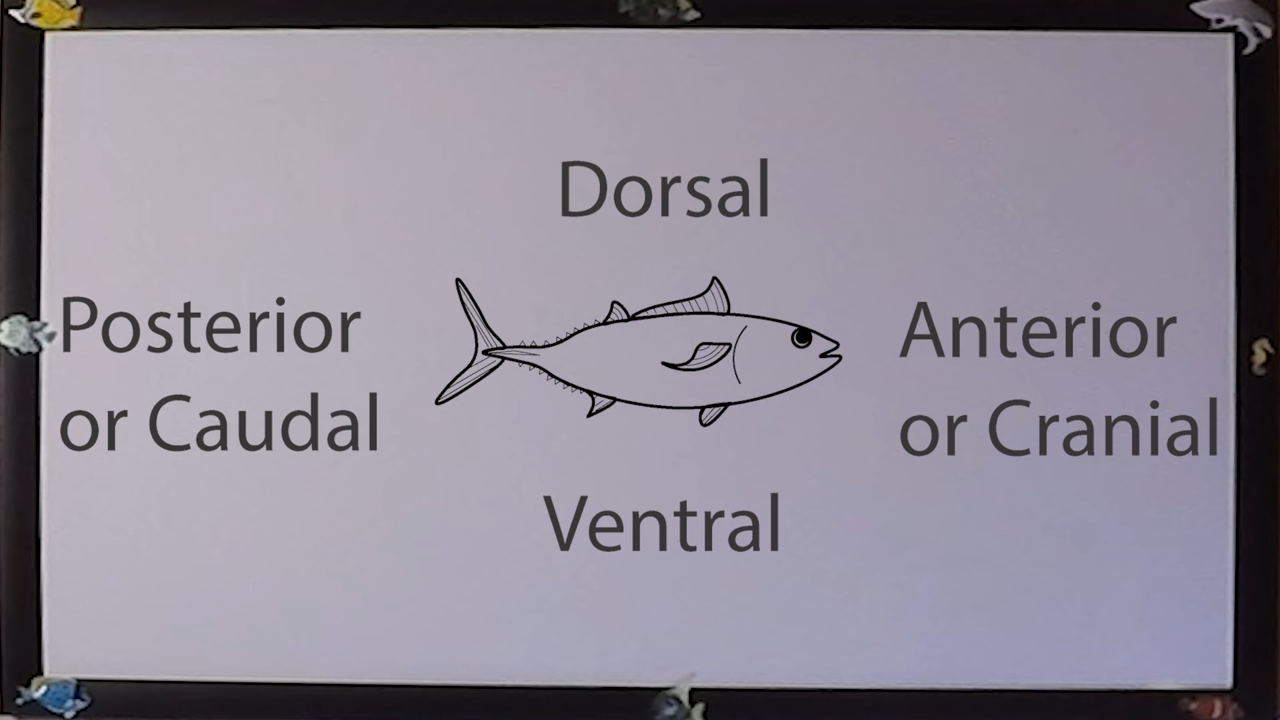 Dorsal
Posterior
or Caudal
Anterior
or Cranial
Ventral